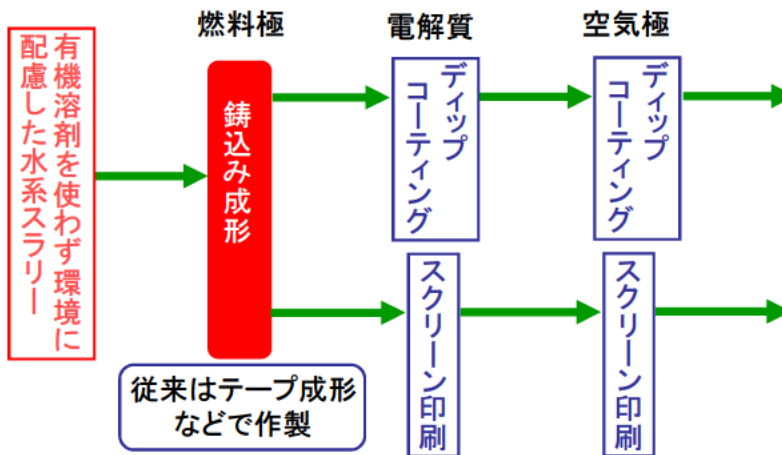 燃料極
電解質
空気極
有機溶剤を使わず環境に
配慮した水系スラリー
鋳込み成形
ディップ
コーティング
ディップ
コーティング
スクリーン印刷
スクリーン印刷
従来はテープ成形
などで作製